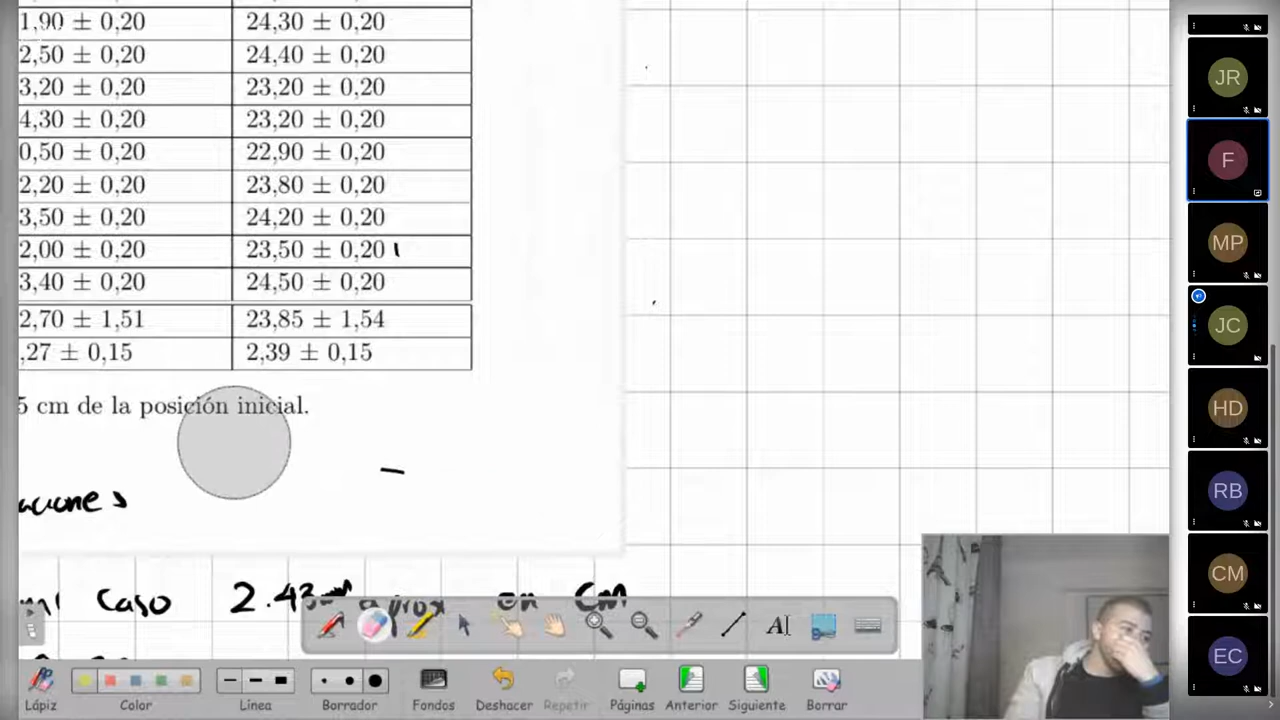 1,90 ± 0,20 24,30 ± 0,20
2,50 ± 0,20 24,40 ± 0,20
3,20 ± 0,20 23,20 ± 0,20
4,30 ± 0,20 23,20 ± 0,20
0,50 ± 0,20 22,90 ± 0,20
2,20 ± 0,20 23,80 ± 0,20
3,50 ± 0,20 24,20 ± 0,20
2,00 ± 0,20 23,50 ± 0,20
3,40 ± 0,20 24,50 ± 0,20
2,70 ± 1,51 23,85 ± 1,54
,27 ± 0,15 2,39 ± 0,15
5 cm de la posición inicial.
aciones
caso 2.43 aprox en cm
Lápiz Color Línea Borrador Fondos Deshacer Repetir Páginas Anterior Siguiente Borrar
JR
F
MP
JC
HD
RB
CM
EC